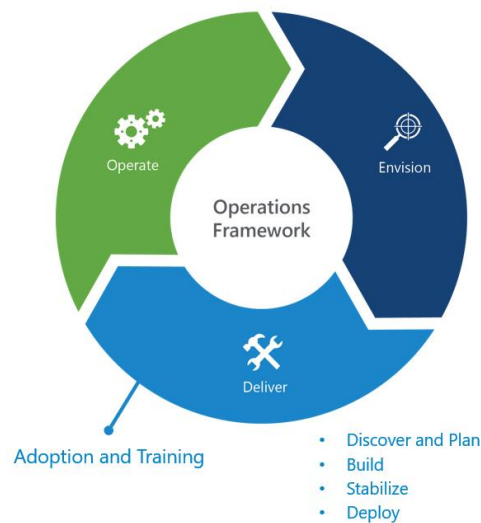 Operate
Envision
Operations
Framework
Deliver
Adoption and Training
• Discover and Plan
• Build
• Stabilize
• Deploy